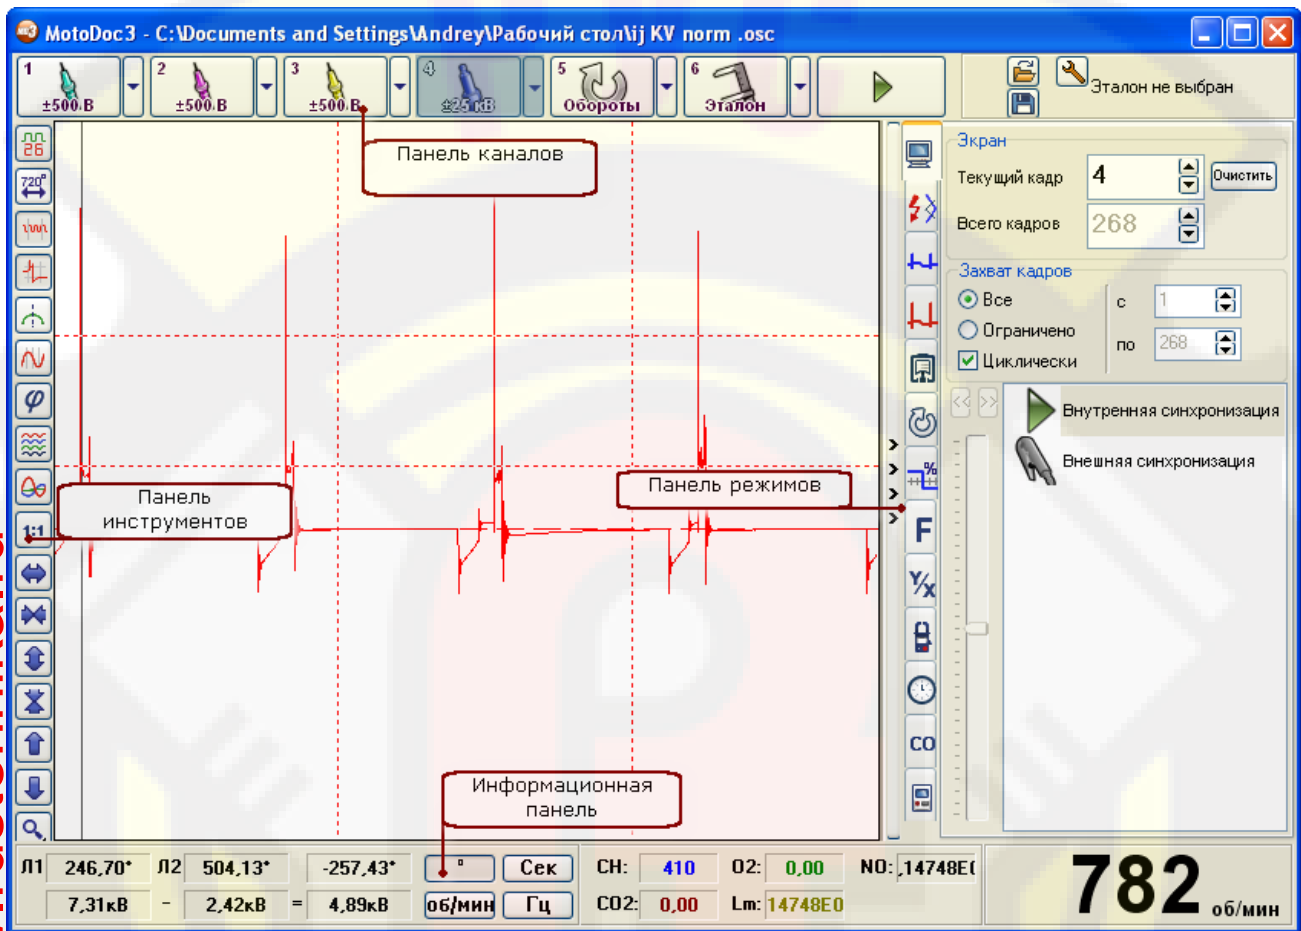 MotoDoc3 - C:\Documents and Settings\Andrey\Рабочий стол\ij KV norm .osc
1 ±500.В 2 ±500.В 3 ±500.В 4 ±25 кВ 5 Обороты 6 Эталон
Эталон не выбран
Панель каналов
Экран
Текущий кадр 4 Очистить
Всего кадров 268
Захват кадров
Все с 1
Ограничено
по 268
Циклически
Внутренняя синхронизация
Внешняя синхронизация
26
720°
φ
1:1
%
F
Y/X
CO
Панель
инструментов
Панель режимов
Информационная
панель
Л1 246,70° Л2 504,13° -257,43° ° Сек CH: 410 O2: 0,00 NO: ,14748E(
7,31кВ - 2,42кВ = 4,89кВ об/мин Гц CO2: 0,00 Lm: 14748E0
782 об/мин